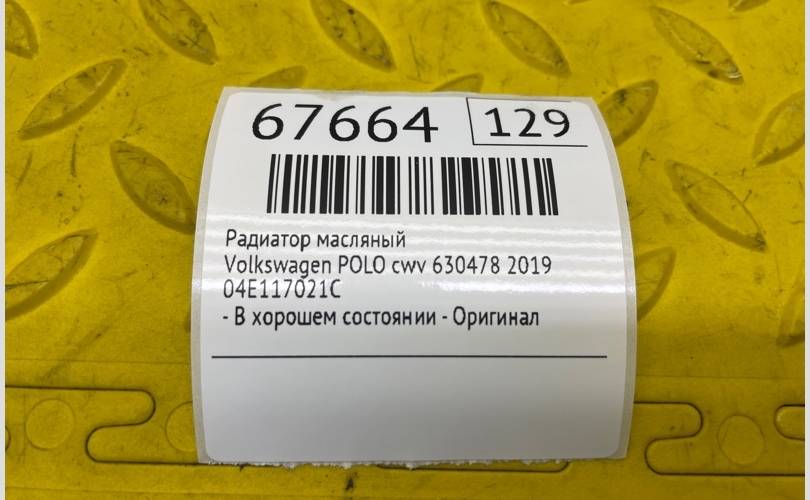 67664 129
Радиатор масляный
Volkswagen POLO cwv 630478 2019
04E117021C
- В хорошем состоянии - Оригинал